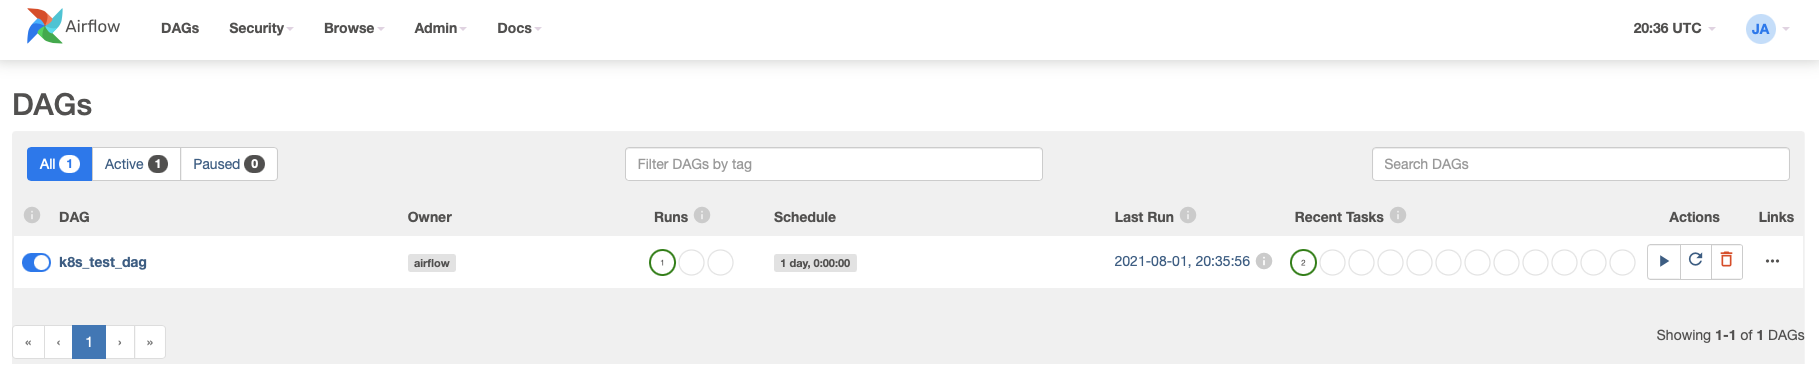 Airflow DAGs Security Browse Admin Docs 20:36 UTC JA
DAGs
All 1 Active 1 Paused 0 Filter DAGs by tag Search DAGs
i DAG Owner Runs i Schedule Last Run i Recent Tasks i Actions Links
k8s_test_dag airflow 1 1 day, 0:00:00 2021-08-01, 20:35:56 i 2 ...
« ‹ 1 › » Showing 1-1 of 1 DAGs